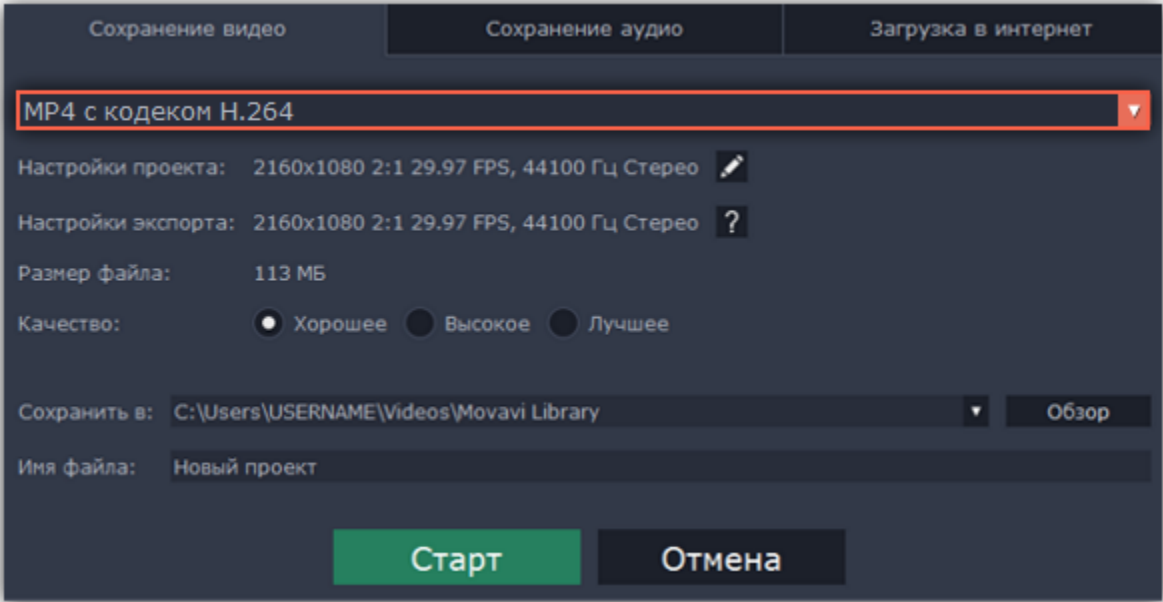 Сохранение видео Сохранение аудио Загрузка в интернет
MP4 с кодеком H.264
Настройки проекта: 2160x1080 2:1 29.97 FPS, 44100 Гц Стерео
Настройки экспорта: 2160x1080 2:1 29.97 FPS, 44100 Гц Стерео ?
Размер файла: 113 МБ
Качество: Хорошее Высокое Лучшее
Сохранить в: C:\Users\USERNAME\Videos\Movavi Library Обзор
Имя файла: Новый проект
Старт Отмена